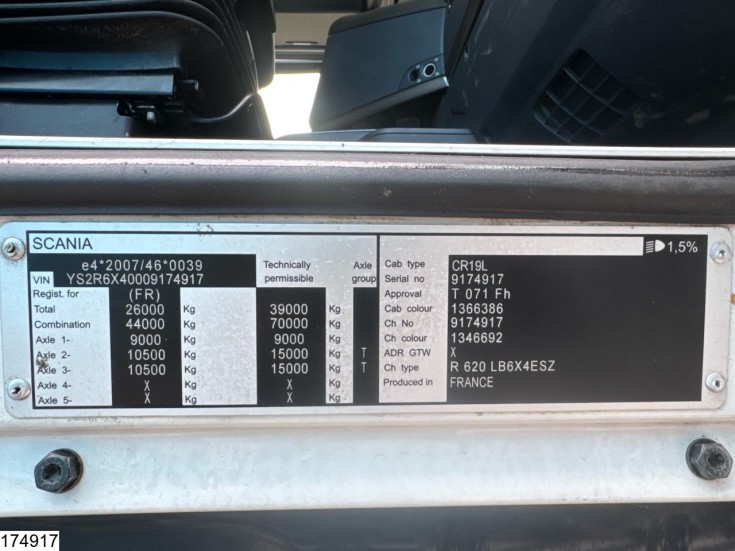 SCANIA
1,5%
e4*2007/46*0039
VIN YS2R6X40009174917
Technically permissible
Axle group
Regist. for (FR)
Total 26000 Kg 39000 Kg
Combination 44000 Kg 70000 Kg
Axle 1- 9000 Kg 9000 Kg
Axle 2- 10500 Kg 15000 Kg T
Axle 3- 10500 Kg 15000 Kg T
Axle 4- X Kg X Kg
Axle 5- X Kg X Kg
Cab type CR19L
Serial no 9174917
Approval T 071 Fh
Cab colour 1366386
Ch No 9174917
Ch colour 1346692
ADR GTW X
Ch type R 620 LB6X4ESZ
Produced in FRANCE
174917